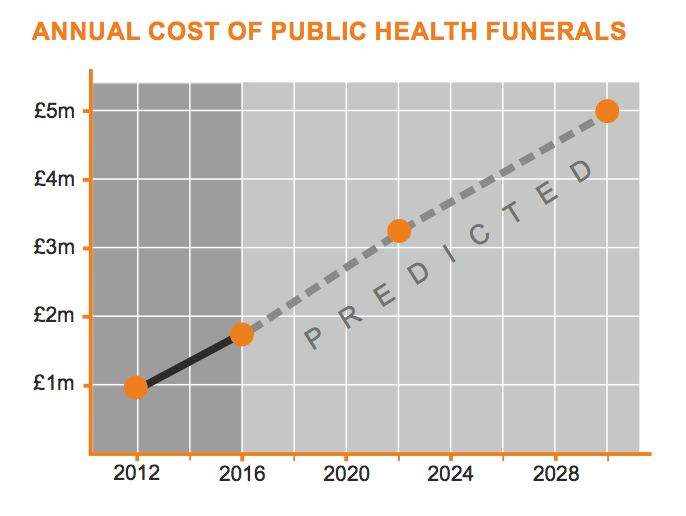 ANNUAL COST OF PUBLIC HEALTH FUNERALS
£5m
£4m
£3m
£2m
£1m
PREDICTED
2012 2016 2020 2024 2028